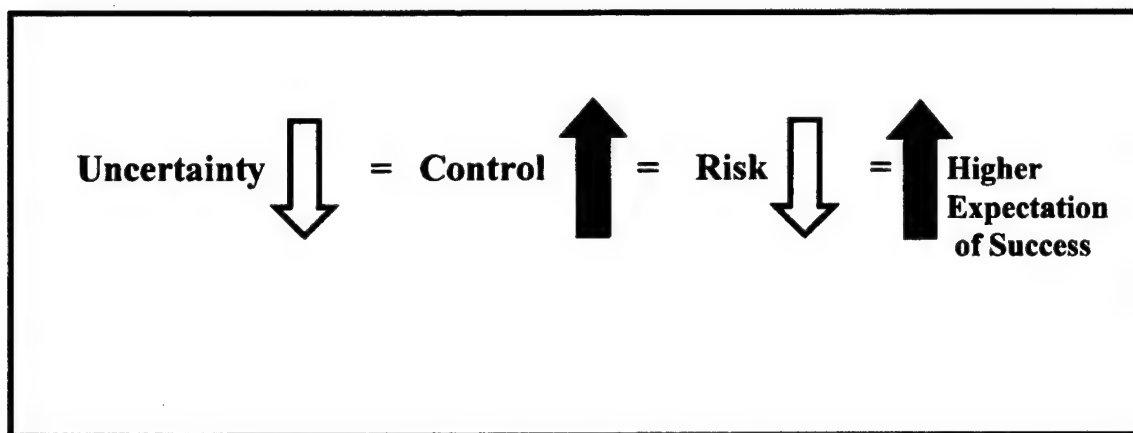 Uncertainty = Control = Risk = Higher
Expectation
of Success